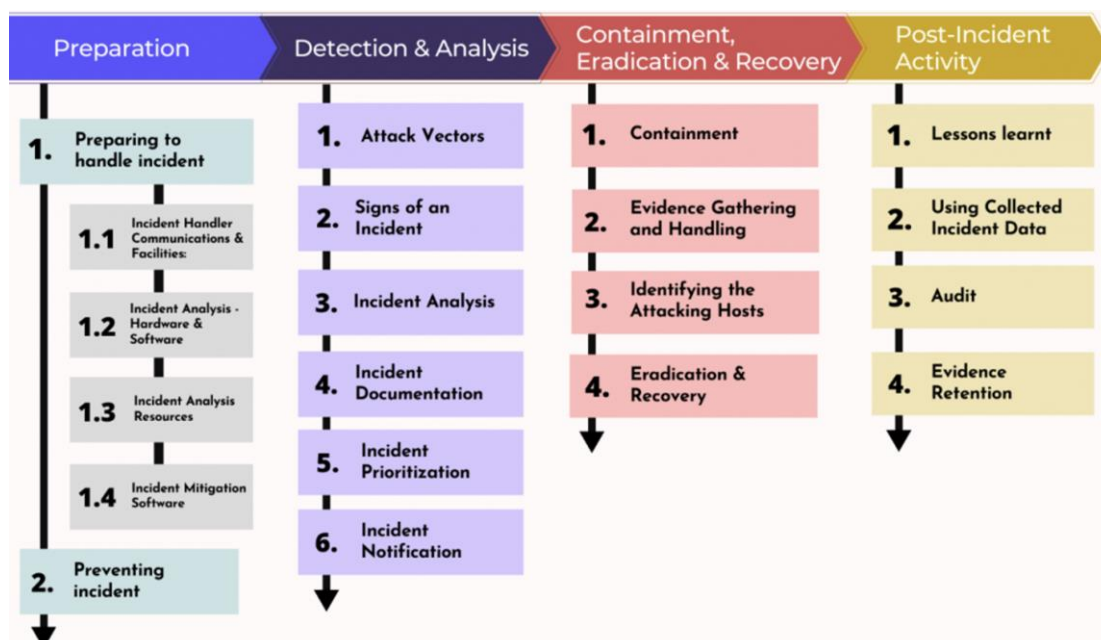 Preparation
Detection & Analysis
Containment,
Eradication & Recovery
Post-Incident
Activity
1.
Preparing to
handle incident
1.1
Incident Handler
Communications &
Facilities:
1.2
Incident Analysis -
Hardware &
Software
1.3
Incident Analysis
Resources
1.4
Incident Mitigation
Software
2.
Preventing
incident
1.
Attack Vectors
2.
Signs of an
Incident
3.
Incident Analysis
4.
Incident
Documentation
5.
Incident
Prioritization
6.
Incident
Notification
1.
Containment
2.
Evidence Gathering
and Handling
3.
Identifying the
Attacking Hosts
4.
Eradication &
Recovery
1.
Lessons learnt
2.
Using Collected
Incident Data
3.
Audit
4.
Evidence
Retention